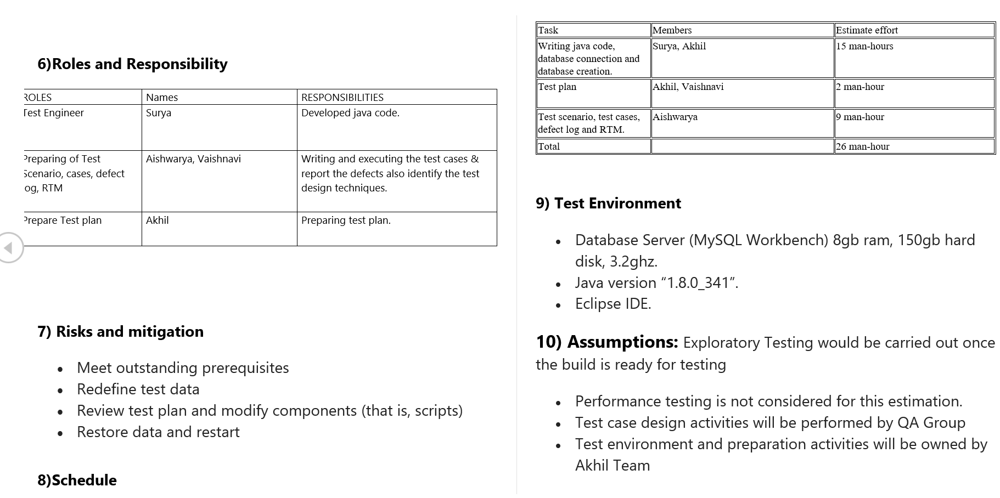 6)Roles and Responsibility
ROLES Names RESPONSIBILITIES
Test Engineer Surya Developed java code.
Preparing of Test Aishwarya, Vaishnavi Writing and executing the test cases &
Scenario, cases, defect report the defects also identify the test
og, RTM design techniques.
Prepare Test plan Akhil Preparing test plan.
7) Risks and mitigation
Meet outstanding prerequisites
Redefine test data
Review test plan and modify components (that is, scripts)
Restore data and restart
8)Schedule
Task Members Estimate effort
Writing java code, Surya, Akhil 15 man-hours
database connection and
database creation.
Test plan Akhil, Vaishnavi 2 man-hour
Test scenario, test cases, Aishwarya 9 man-hour
defect log and RTM.
Total 26 man-hour
9) Test Environment
Database Server (MySQL Workbench) 8gb ram, 150gb hard
disk, 3.2ghz.
Java version “1.8.0_341”.
Eclipse IDE.
10) Assumptions: Exploratory Testing would be carried out once
the build is ready for testing
Performance testing is not considered for this estimation.
Test case design activities will be performed by QA Group
Test environment and preparation activities will be owned by
Akhil Team